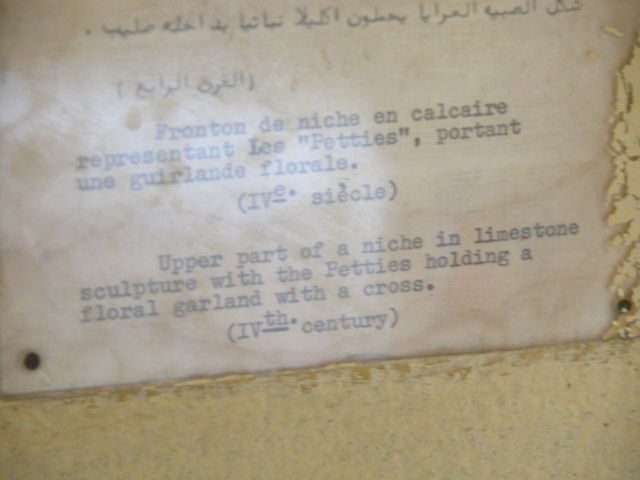 شكل الصبيه العرايا يحملون اكليلا نباتيا بداخله صليب .
(القرن الرابع )
Fronton de niche en calcaire
representant Les "Petties", portant
une guirlande florale.
(IVe. siècle)
Upper part of a niche in limestone
sculpture with the Petties holding a
floral garland with a cross.
(IVth. century)